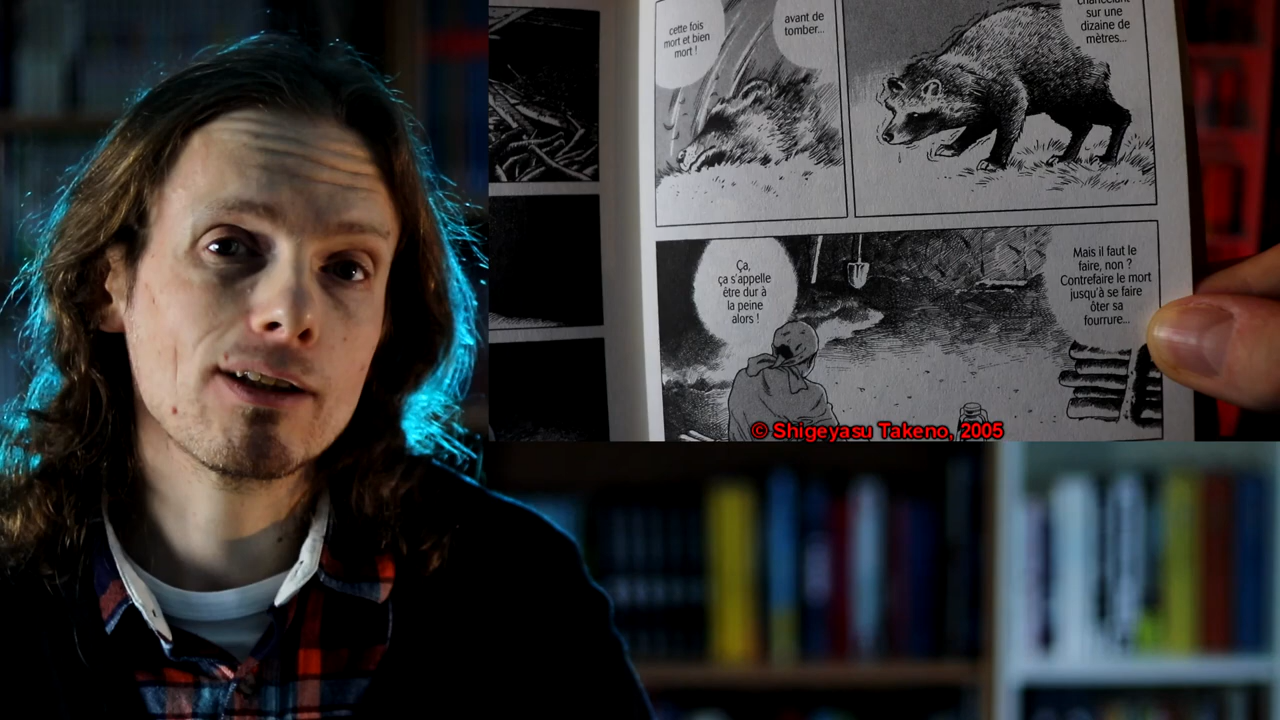 cette fois
mort et bien
mort !
avant de
tomber...
chancelant
sur une
dizaine de
mètres...
Ça,
ça s'appelle
être dur à
la peine
alors !
Mais il faut le
faire, non ?
Contrefaire le mort
jusqu'à se faire
ôter sa
fourrure...
© Shigeyasu Takeno, 2005